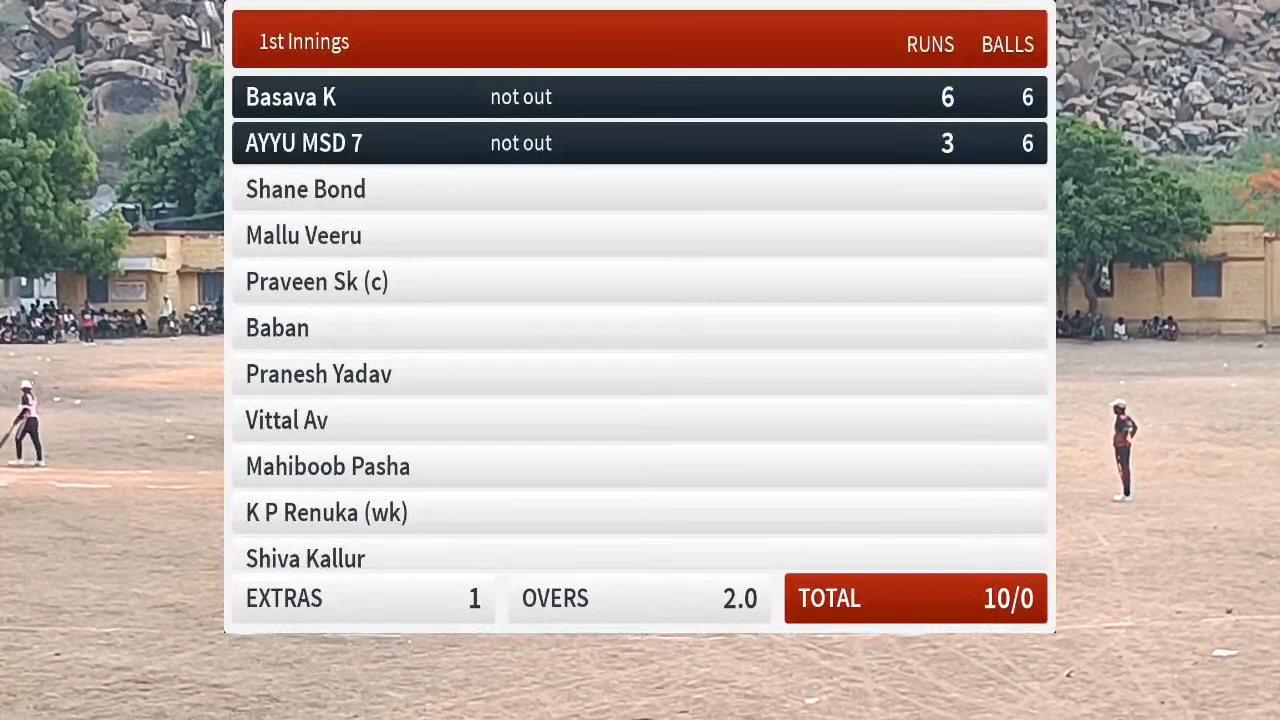 1st Innings RUNS BALLS
Basava K not out 6 6
AYYU MSD 7 not out 3 6
Shane Bond
Mallu Veeru
Praveen Sk (c)
Baban
Pranesh Yadav
Vittal Av
Mahiboob Pasha
K P Renuka (wk)
Shiva Kallur
EXTRAS 1 OVERS 2.0 TOTAL 10/0